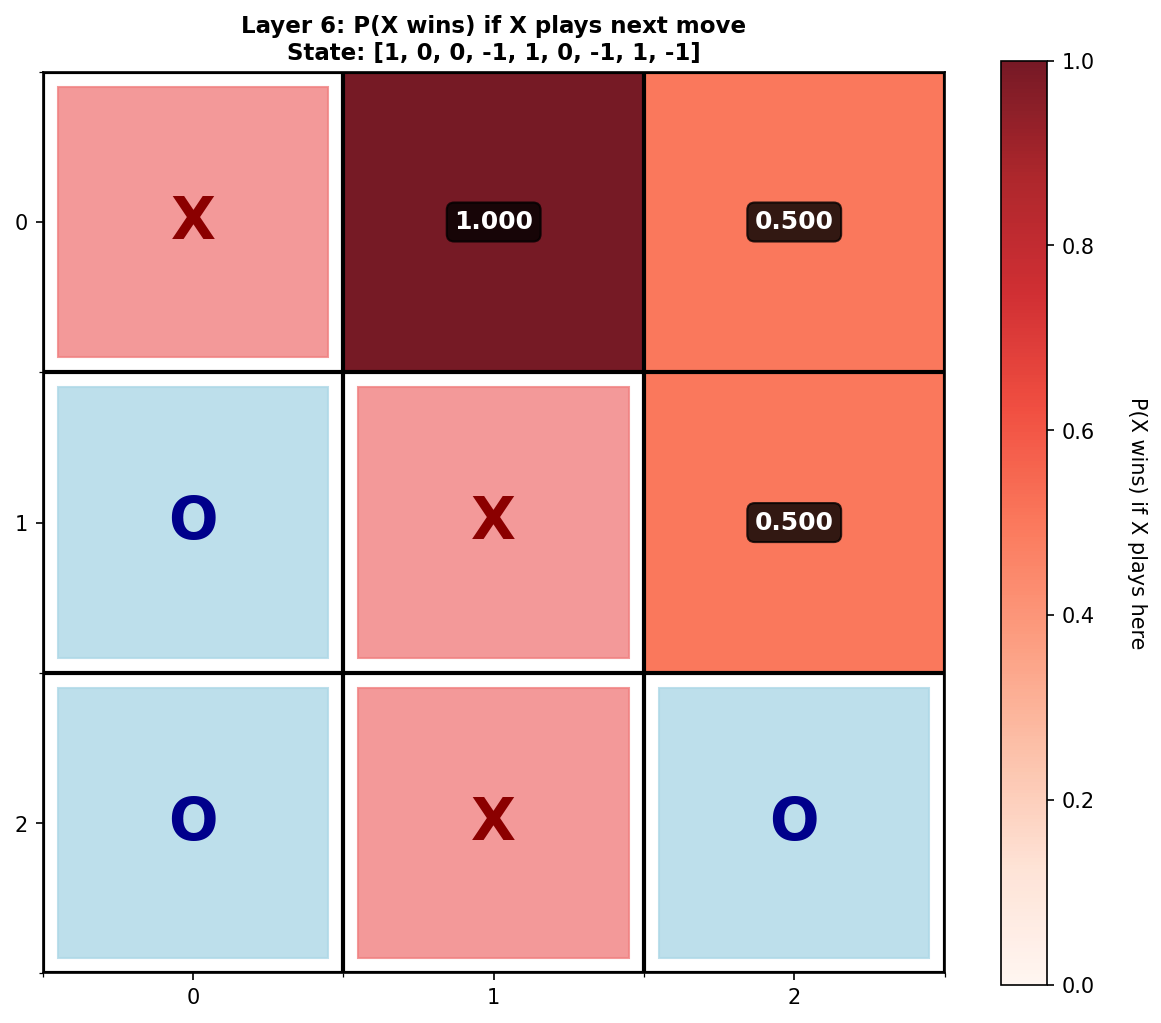 Layer 6: P(X wins) if X plays next move
State: [1, 0, 0, -1, 1, 0, -1, 1, -1]
0
X
1.000
0.500
1
O
X
0.500
2
O
X
O
0
1
2
1.0
0.8
0.6
0.4
0.2
0.0
P(X wins) if X plays here